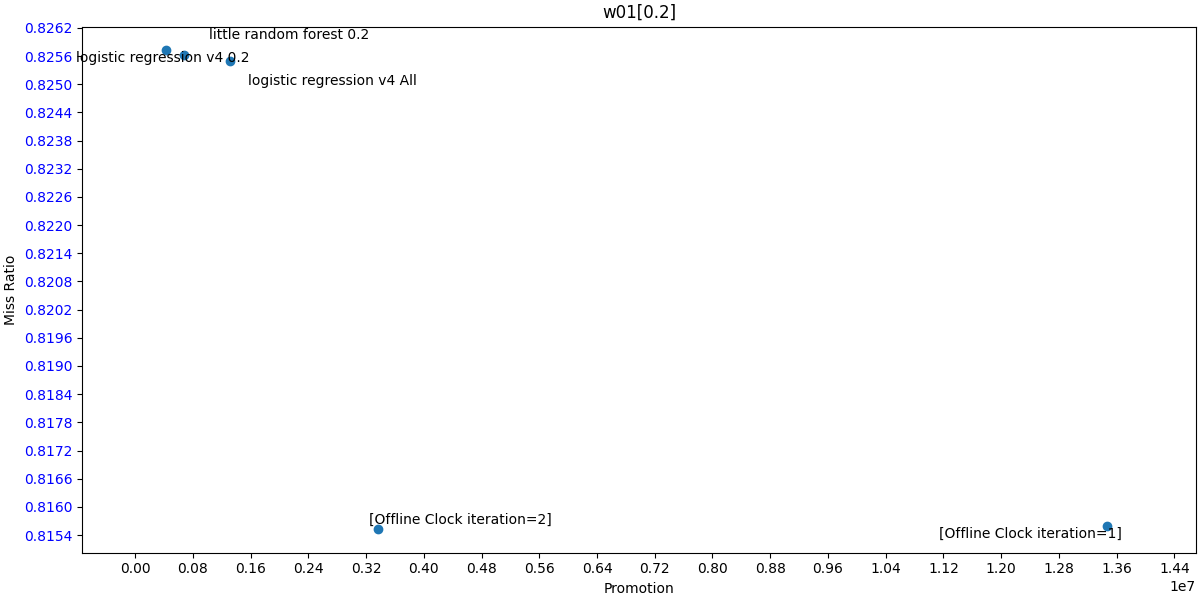 w01[0.2]
0.8262
little random forest 0.2
0.8256
logistic regression v4 0.2
0.8250
logistic regression v4 All
0.8244
0.8238
0.8232
0.8226
0.8220
0.8214
0.8208
0.8202
0.8196
0.8190
0.8184
0.8178
0.8172
0.8166
0.8160
0.8154
Miss Ratio
[Offline Clock iteration=2]
[Offline Clock iteration=1]
0.00 0.08 0.16 0.24 0.32 0.40 0.48 0.56 0.64 0.72 0.80 0.88 0.96 1.04 1.12 1.20 1.28 1.36 1.44
1e7
Promotion